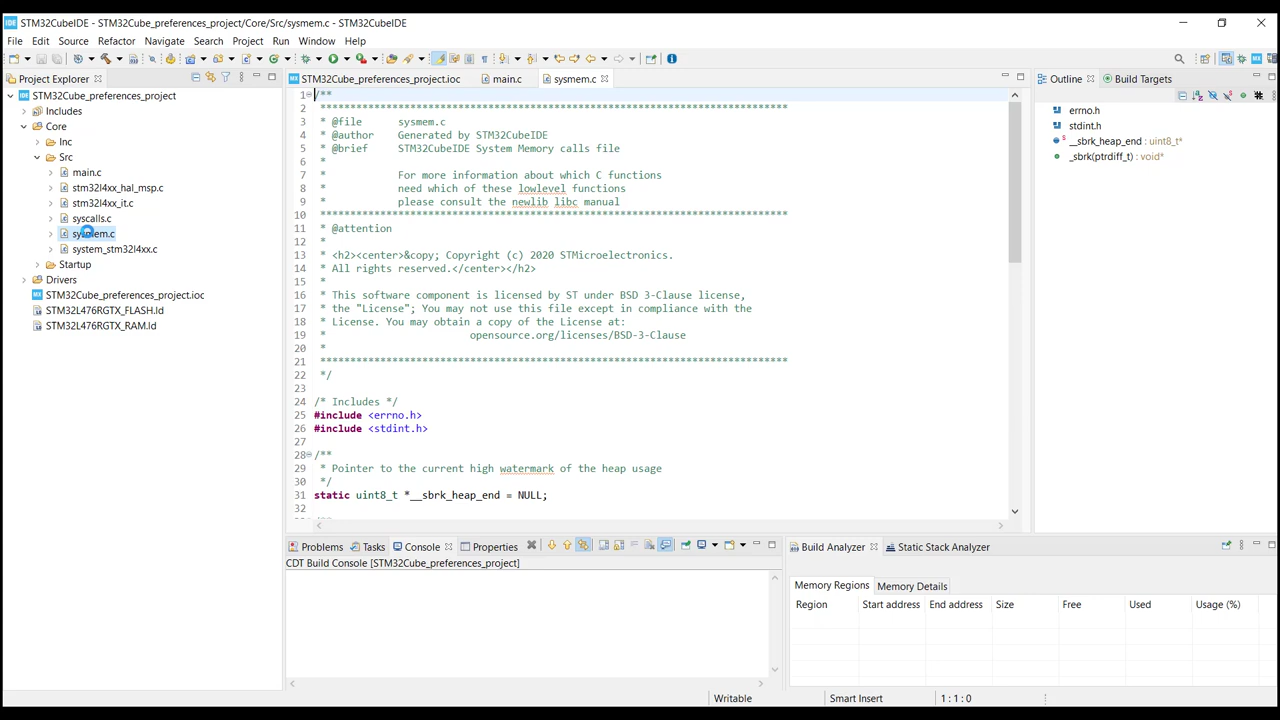 IDE STM32CubeIDE - STM32Cube_preferences_project/Core/Src/sysmem.c - STM32CubeIDE
File Edit Source Refactor Navigate Search Project Run Window Help
Project Explorer
STM32Cube_preferences_project
Includes
Core
Inc
Src
main.c
stm32l4xx_hal_msp.c
stm32l4xx_it.c
syscalls.c
sysmem.c
system_stm32l4xx.c
Startup
Drivers
MX STM32Cube_preferences_project.ioc
STM32L476RGTX_FLASH.ld
STM32L476RGTX_RAM.ld
MX STM32Cube_preferences_project.ioc main.c sysmem.c
1 /**
2 ******************************************************************************
3 * @file sysmem.c
4 * @author Generated by STM32CubeIDE
5 * @brief STM32CubeIDE System Memory calls file
6 *
7 * For more information about which C functions
8 * need which of these lowlevel functions
9 * please consult the newlib libc manual
10 ******************************************************************************
11 * @attention
12 *
13 * <h2><center>&copy; Copyright (c) 2020 STMicroelectronics.
14 * All rights reserved.</center></h2>
15 *
16 * This software component is licensed by ST under BSD 3-Clause license,
17 * the "License"; You may not use this file except in compliance with the
18 * License. You may obtain a copy of the License at:
19 * opensource.org/licenses/BSD-3-Clause
20 *
21 ******************************************************************************
22 */
23
24 /* Includes */
25 #include <errno.h>
26 #include <stdint.h>
27
28 /**
29 * Pointer to the current high watermark of the heap usage
30 */
31 static uint8_t *__sbrk_heap_end = NULL;
32
Outline Build Targets
errno.h
stdint.h
__sbrk_heap_end : uint8_t*
_sbrk(ptrdiff_t) : void*
Problems Tasks Console Properties
CDT Build Console [STM32Cube_preferences_project]
Build Analyzer Static Stack Analyzer
Memory Regions Memory Details
Region Start address End address Size Free Used Usage (%)
Writable Smart Insert 1 : 1 : 0